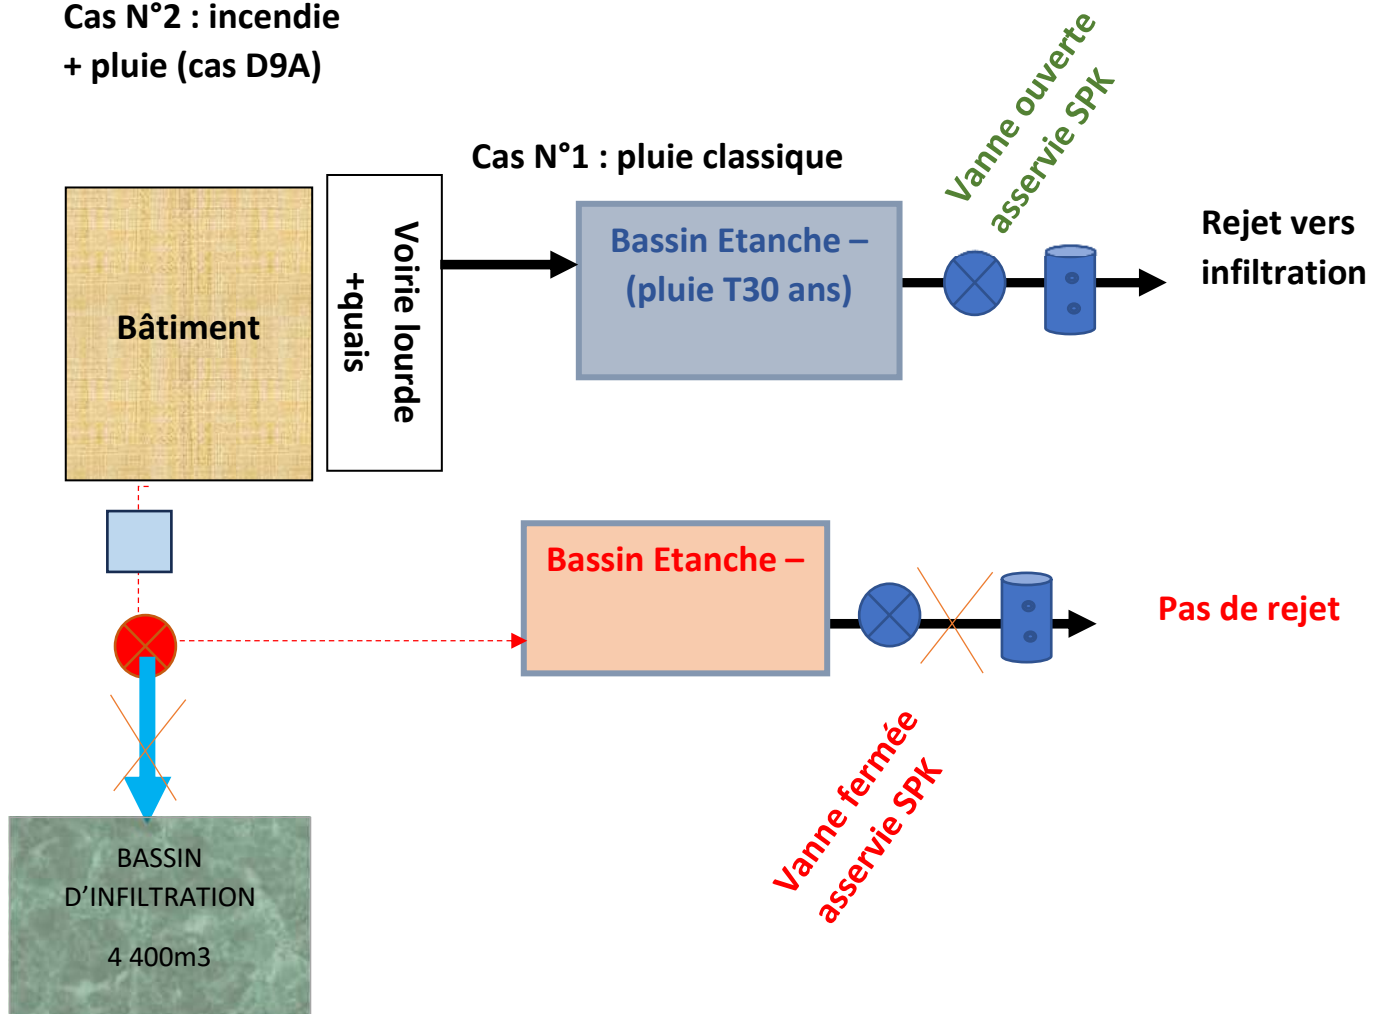 Cas N°2 : incendie
+ pluie (cas D9A)
Cas N°1 : pluie classique
Vanne ouverte
asservie SPK
Bâtiment
Voirie lourde
+quais
Bassin Etanche –
(pluie T30 ans)
Rejet vers
infiltration
Bassin Etanche –
Pas de rejet
Vanne fermée
asservie SPK
BASSIN
D’INFILTRATION
4 400m3